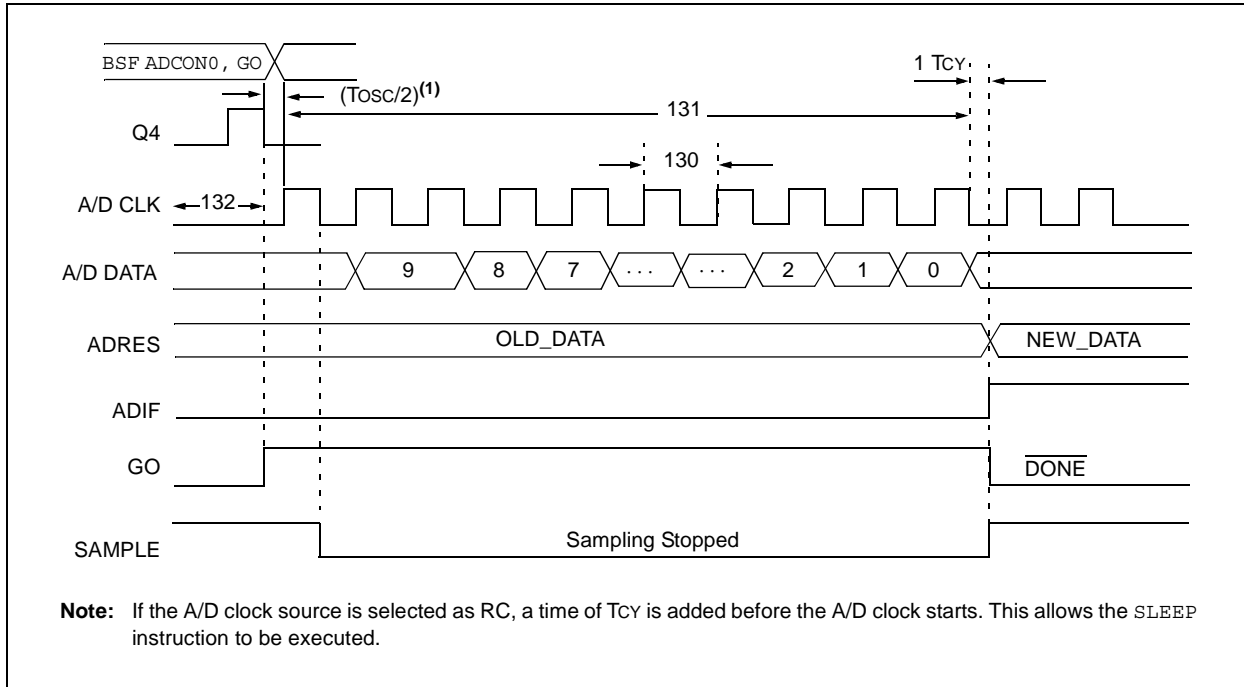 BSF ADCON0, GO
1 TCY
(TOSC/2)(1)
131
Q4
130
A/D CLK
132
A/D DATA
9 8 7 ... ... 2 1 0
ADRES
OLD_DATA
NEW_DATA
ADIF
GO
DONE
SAMPLE
Sampling Stopped
Note: If the A/D clock source is selected as RC, a time of TCY is added before the A/D clock starts. This allows the SLEEP
instruction to be executed.